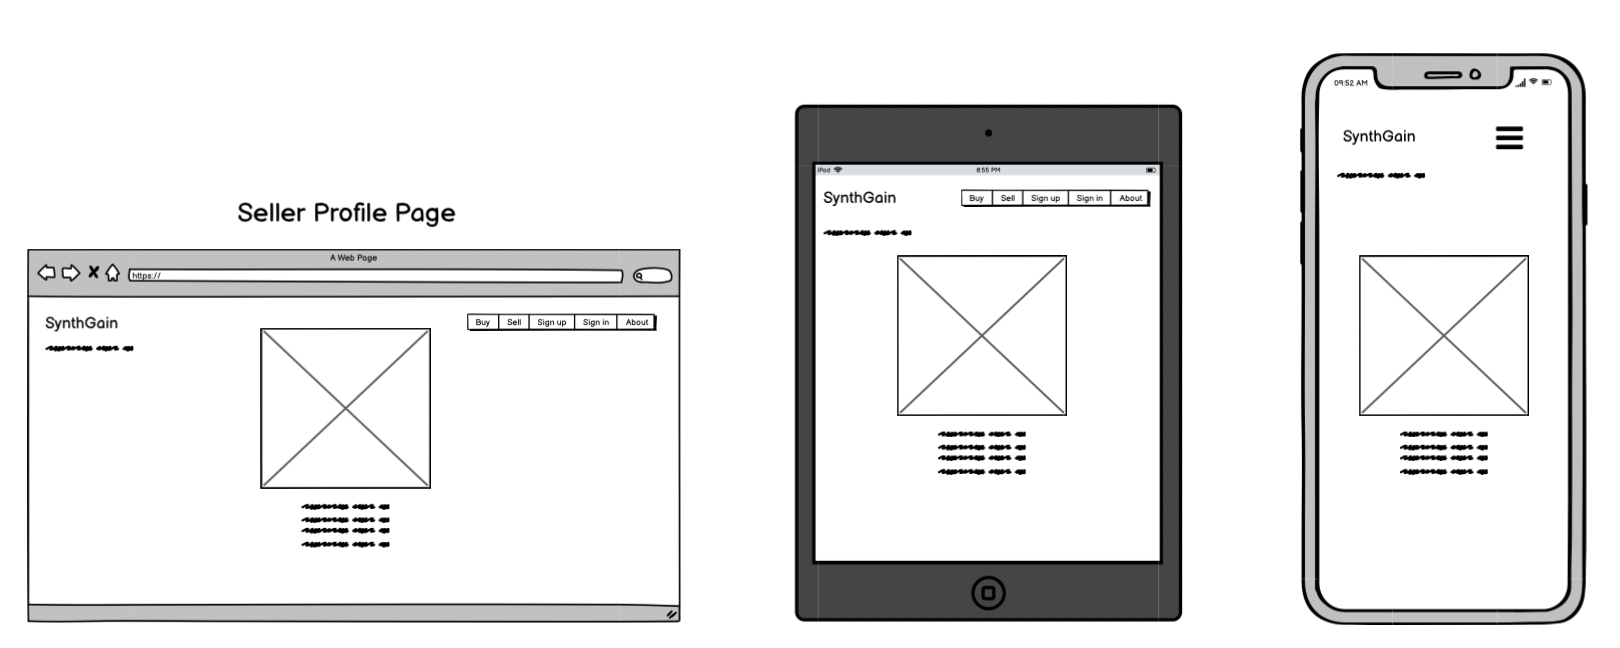 Seller Profile Page
A Web Page
https://
SynthGain
Buy Sell Sign up Sign in About
iPad 8:55 PM
SynthGain
Buy Sell Sign up Sign in About
09:52 AM
SynthGain